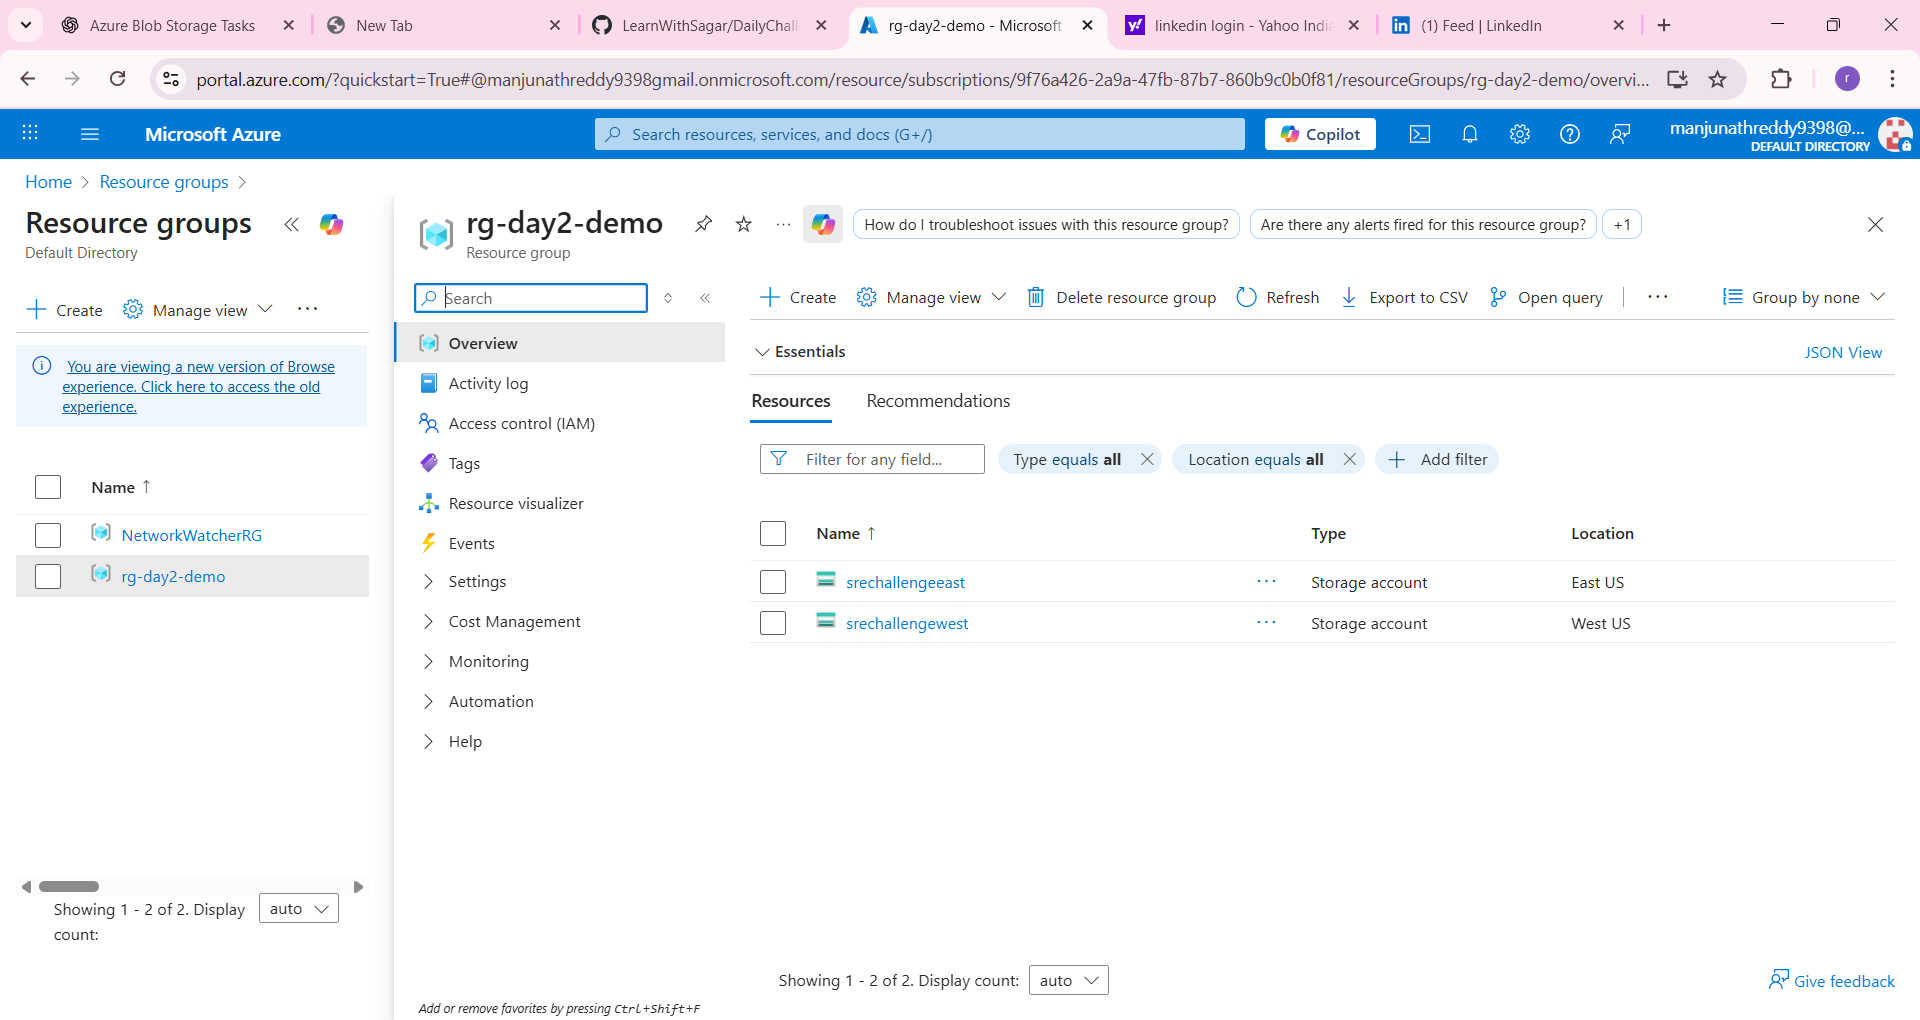 Azure Blob Storage Tasks
New Tab
LearnWithSagar/DailyChall
rg-day2-demo - Microsoft
linkedin login - Yahoo India
(1) Feed | LinkedIn
portal.azure.com/?quickstart=True#@manjunathreddy9398gmail.onmicrosoft.com/resource/subscriptions/9f76a426-2a9a-47fb-87b7-860b9c0b0f81/resourceGroups/rg-day2-demo/overvi...
r
Microsoft Azure
Search resources, services, and docs (G+/)
Copilot
manjunathreddy9398@...
DEFAULT DIRECTORY
Home
Resource groups
Resource groups
Default Directory
Create
Manage view
You are viewing a new version of Browse
experience. Click here to access the old
experience.
Name ↑
NetworkWatcherRG
rg-day2-demo
Showing 1 - 2 of 2. Display
count:
auto
rg-day2-demo
Resource group
How do I troubleshoot issues with this resource group?
Are there any alerts fired for this resource group?
+1
Search
Overview
Activity log
Access control (IAM)
Tags
Resource visualizer
Events
Settings
Cost Management
Monitoring
Automation
Help
Add or remove favorites by pressing Ctrl+Shift+F
Create
Manage view
Delete resource group
Refresh
Export to CSV
Open query
Group by none
Essentials
JSON View
Resources
Recommendations
Filter for any field...
Type equals all
Location equals all
Add filter
Name ↑
Type
Location
srechallengeeast
Storage account
East US
srechallengewest
Storage account
West US
Showing 1 - 2 of 2. Display count:
auto
Give feedback